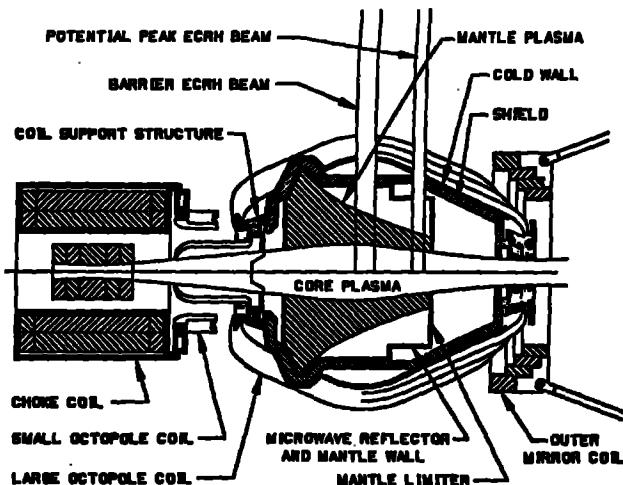 POTENTIAL PEAK ECRH BEAM
MANTLE PLASMA
BARRIER ECRH BEAM
COLD WALL
COIL SUPPORT STRUCTURE
SHIELD
CORE PLASMA
CHOKE COIL
SMALL OCTOPOLE COIL
MICROWAVE REFLECTOR
AND MANTLE WALL
OUTER
MIRROR COIL
LARGE OCTOPOLE COIL
MANTLE LIMITER